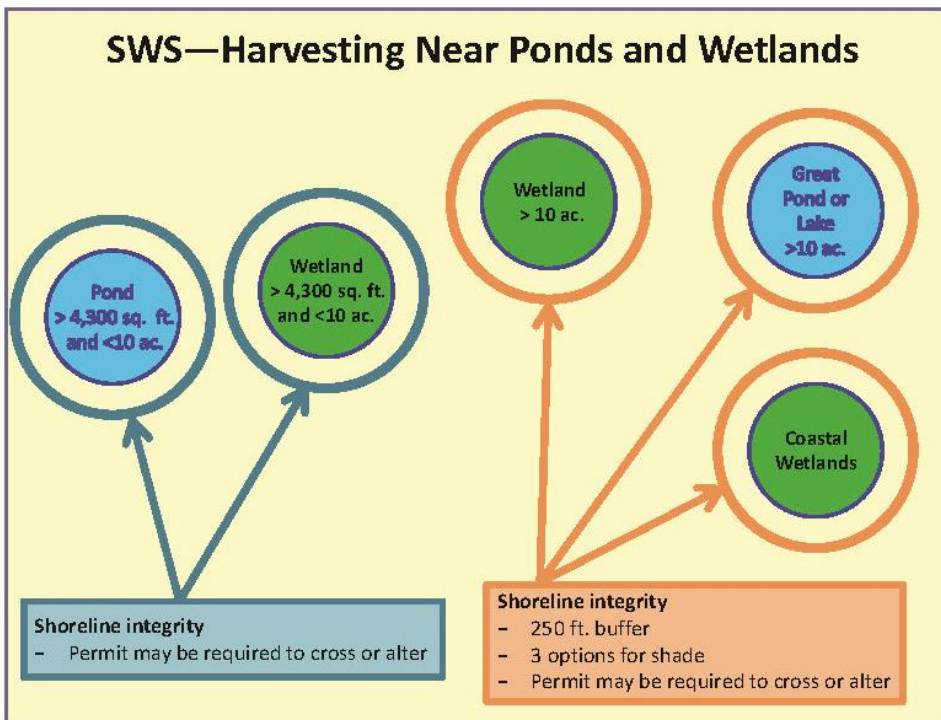 SWS—Harvesting Near Ponds and Wetlands
Pond
> 4,300 sq. ft.
and <10 ac.
Wetland
> 4,300 sq. ft.
and <10 ac.
Wetland
> 10 ac.
Great
Pond or
Lake
>10 ac.
Coastal
Wetlands
Shoreline integrity
– Permit may be required to cross or alter
Shoreline integrity
– 250 ft. buffer
– 3 options for shade
– Permit may be required to cross or alter